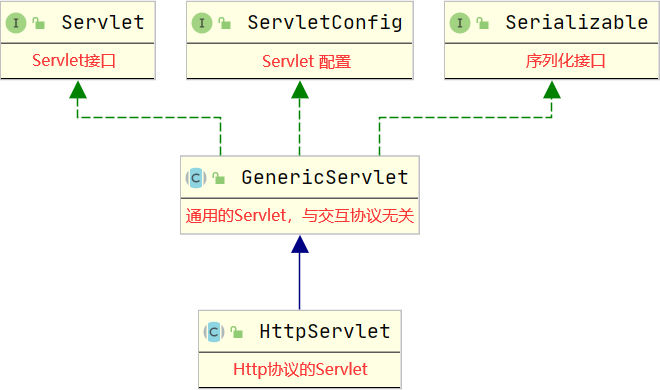 Servlet
Servlet接口
ServletConfig
Servlet 配置
Serializable
序列化接口
GenericServlet
通用的Servlet，与交互协议无关
HttpServlet
Http协议的Servlet